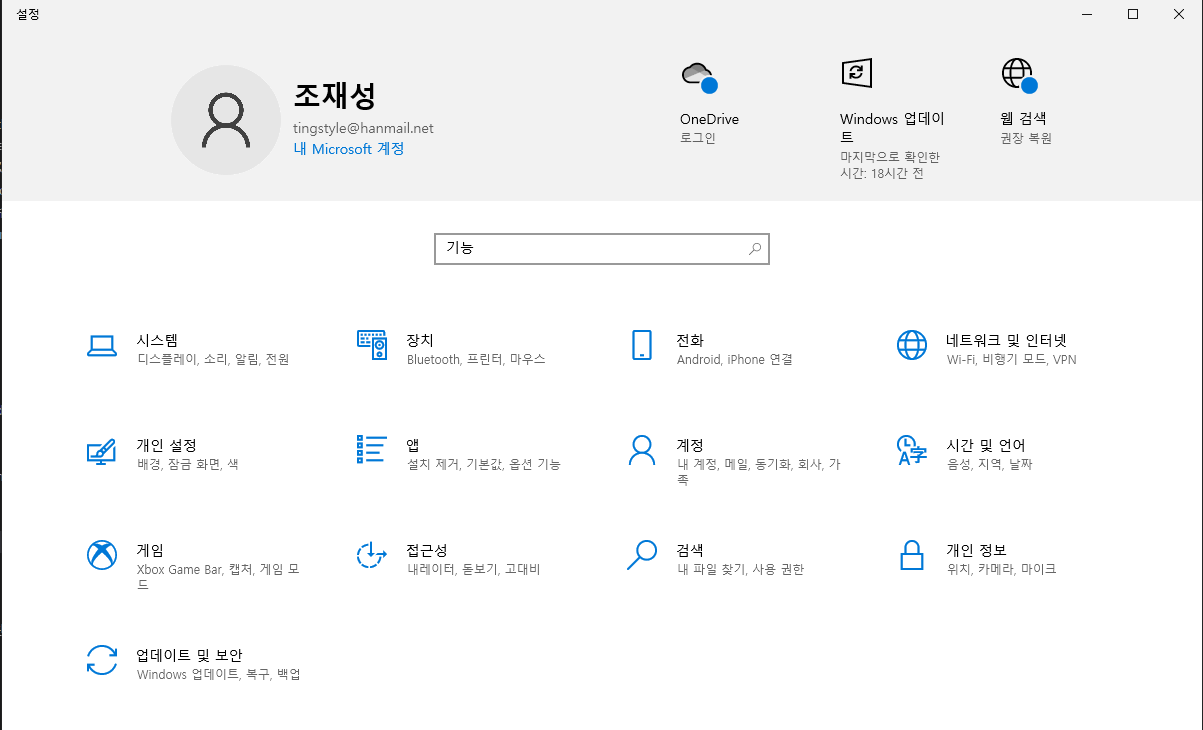 설정
조재성
tingstyle@hanmail.net
내 Microsoft 계정
OneDrive
로그인
Windows 업데이
트
마지막으로 확인한
시간: 18시간 전
웹 검색
권장 복원
기능
시스템
디스플레이, 소리, 알림, 전원
장치
Bluetooth, 프린터, 마우스
전화
Android, iPhone 연결
네트워크 및 인터넷
Wi-Fi, 비행기 모드, VPN
개인 설정
배경, 잠금 화면, 색
앱
설치 제거, 기본값, 옵션 기능
계정
내 계정, 메일, 동기화, 회사, 가
족
시간 및 언어
음성, 지역, 날짜
게임
Xbox Game Bar, 캡처, 게임 모
드
접근성
내레이터, 돋보기, 고대비
검색
내 파일 찾기, 사용 권한
개인 정보
위치, 카메라, 마이크
업데이트 및 보안
Windows 업데이트, 복구, 백업